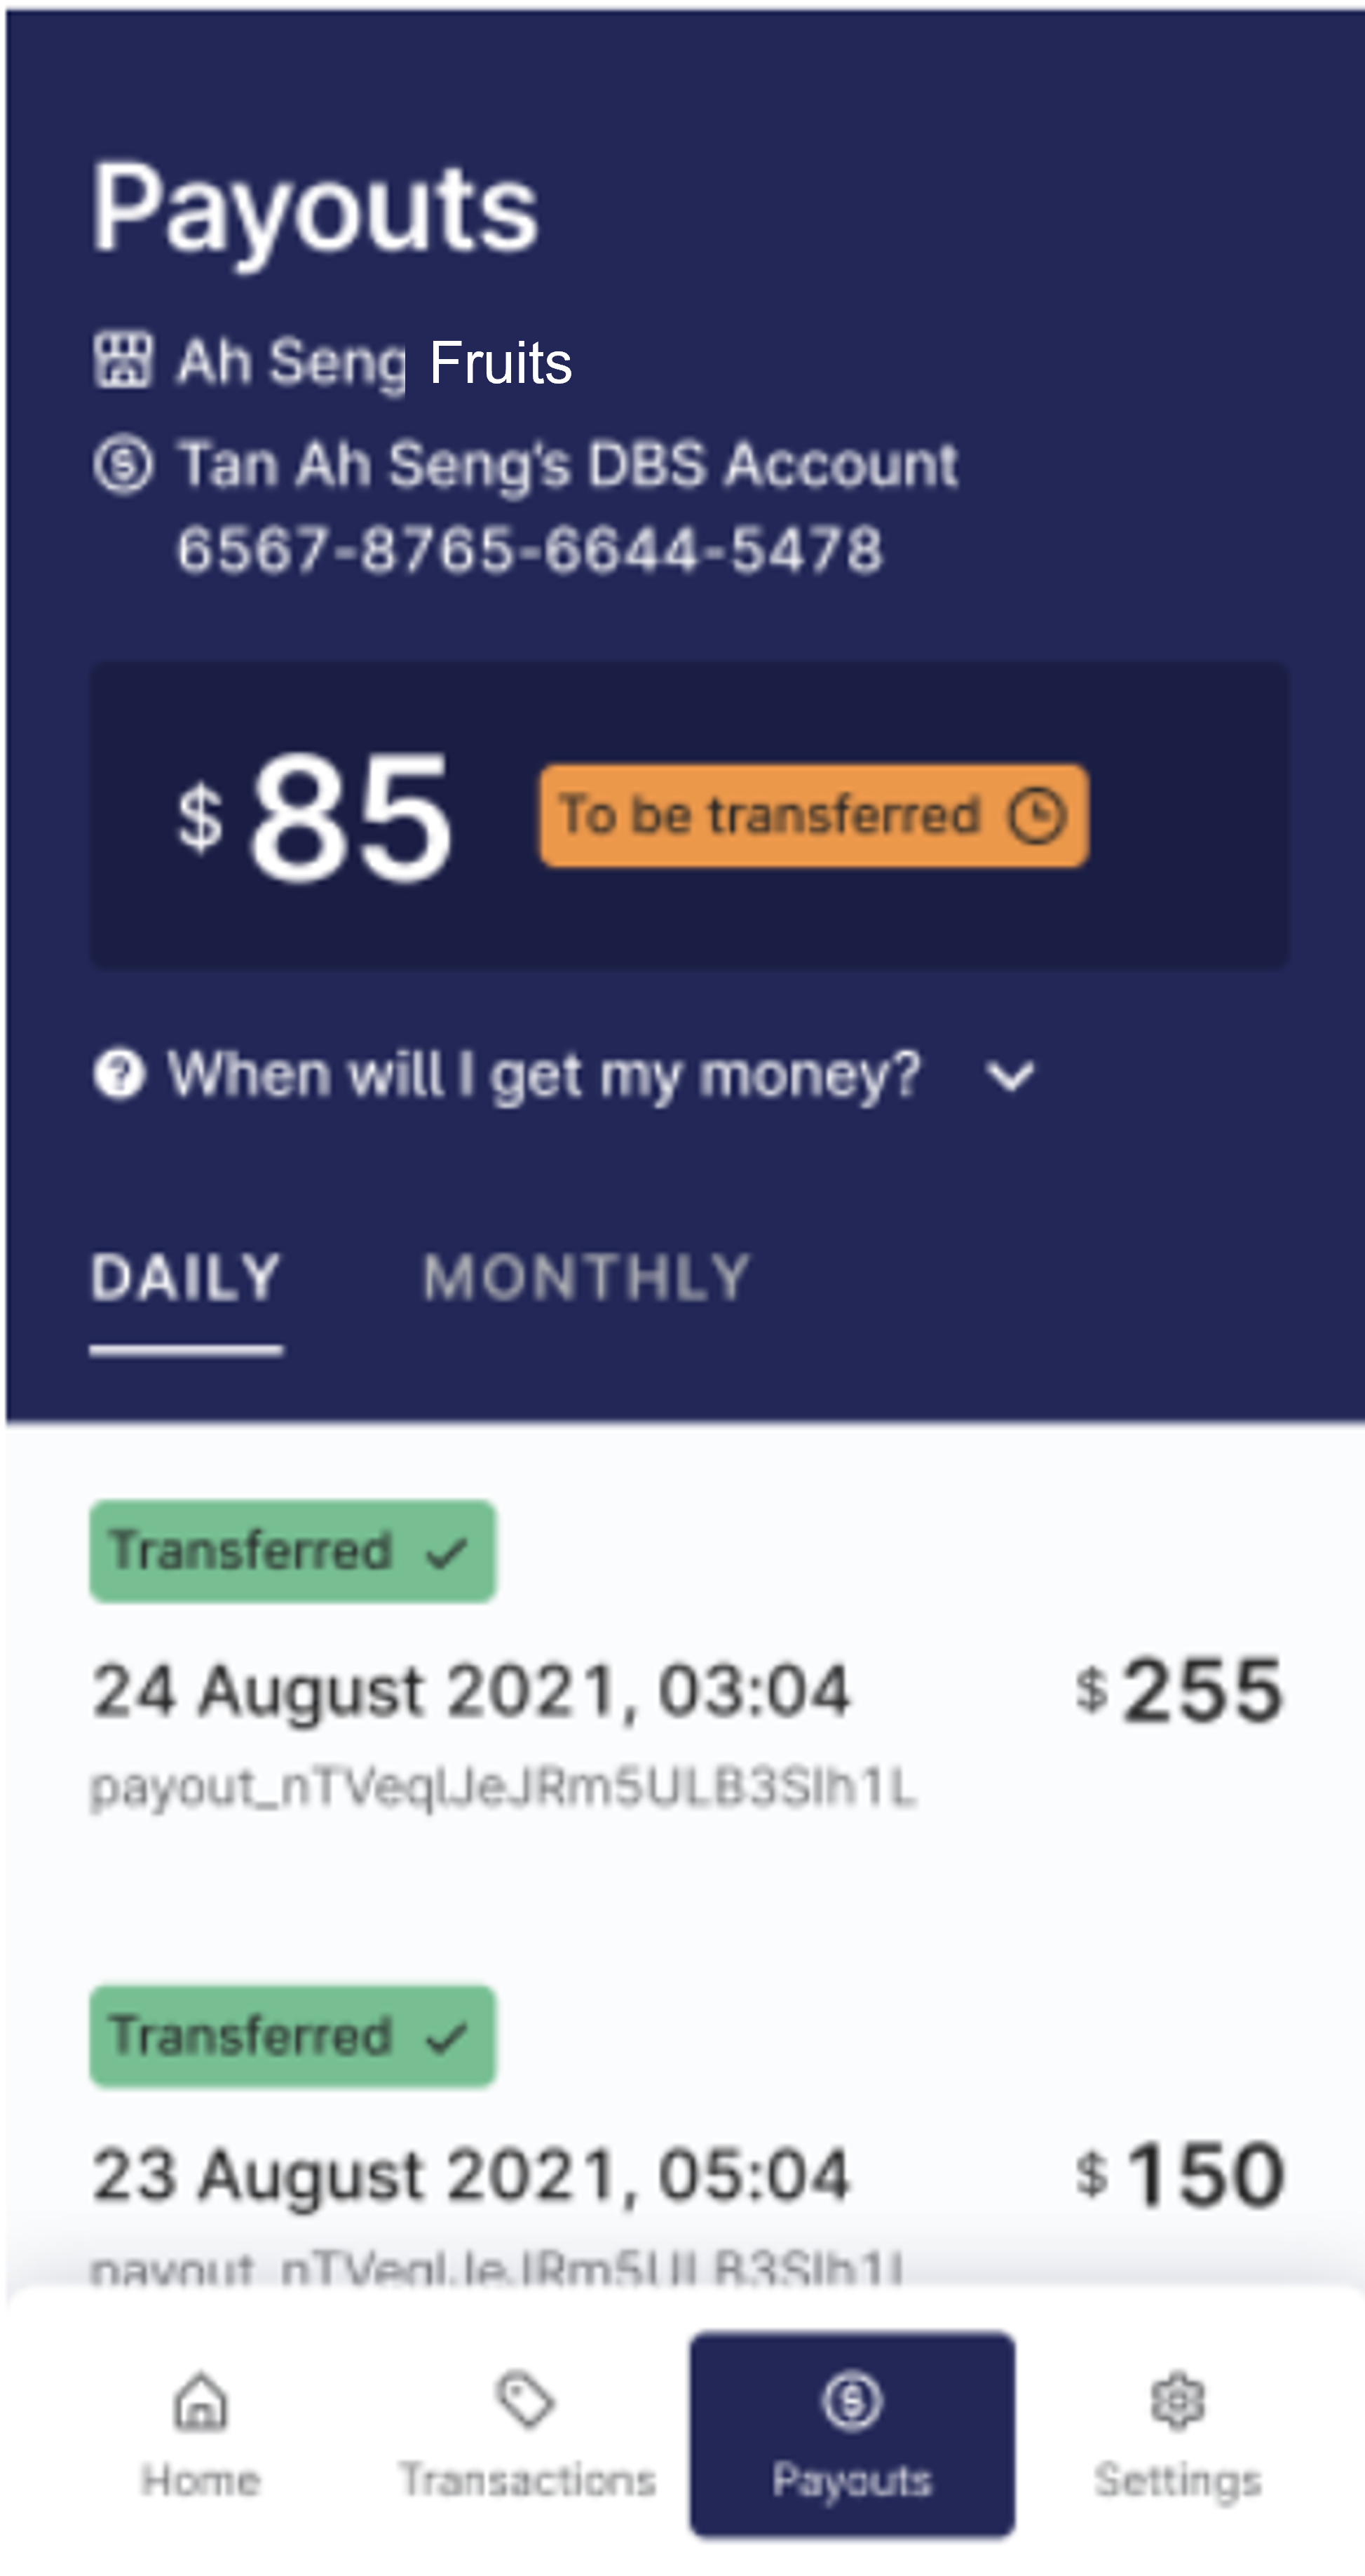 Payouts
Ah Seng Fruits
Tan Ah Seng's DBS Account
6567-8765-6644-5478
$ 85 To be transferred
When will I get my money?
DAILY MONTHLY
Transferred
24 August 2021, 03:04 $ 255
payout_nTVeqlJeJRm5ULB3SIh1L
Transferred
23 August 2021, 05:04 $ 150
payout_nTVeqlJeJRm5ULB3SIh1L
Home Transactions Payouts Settings